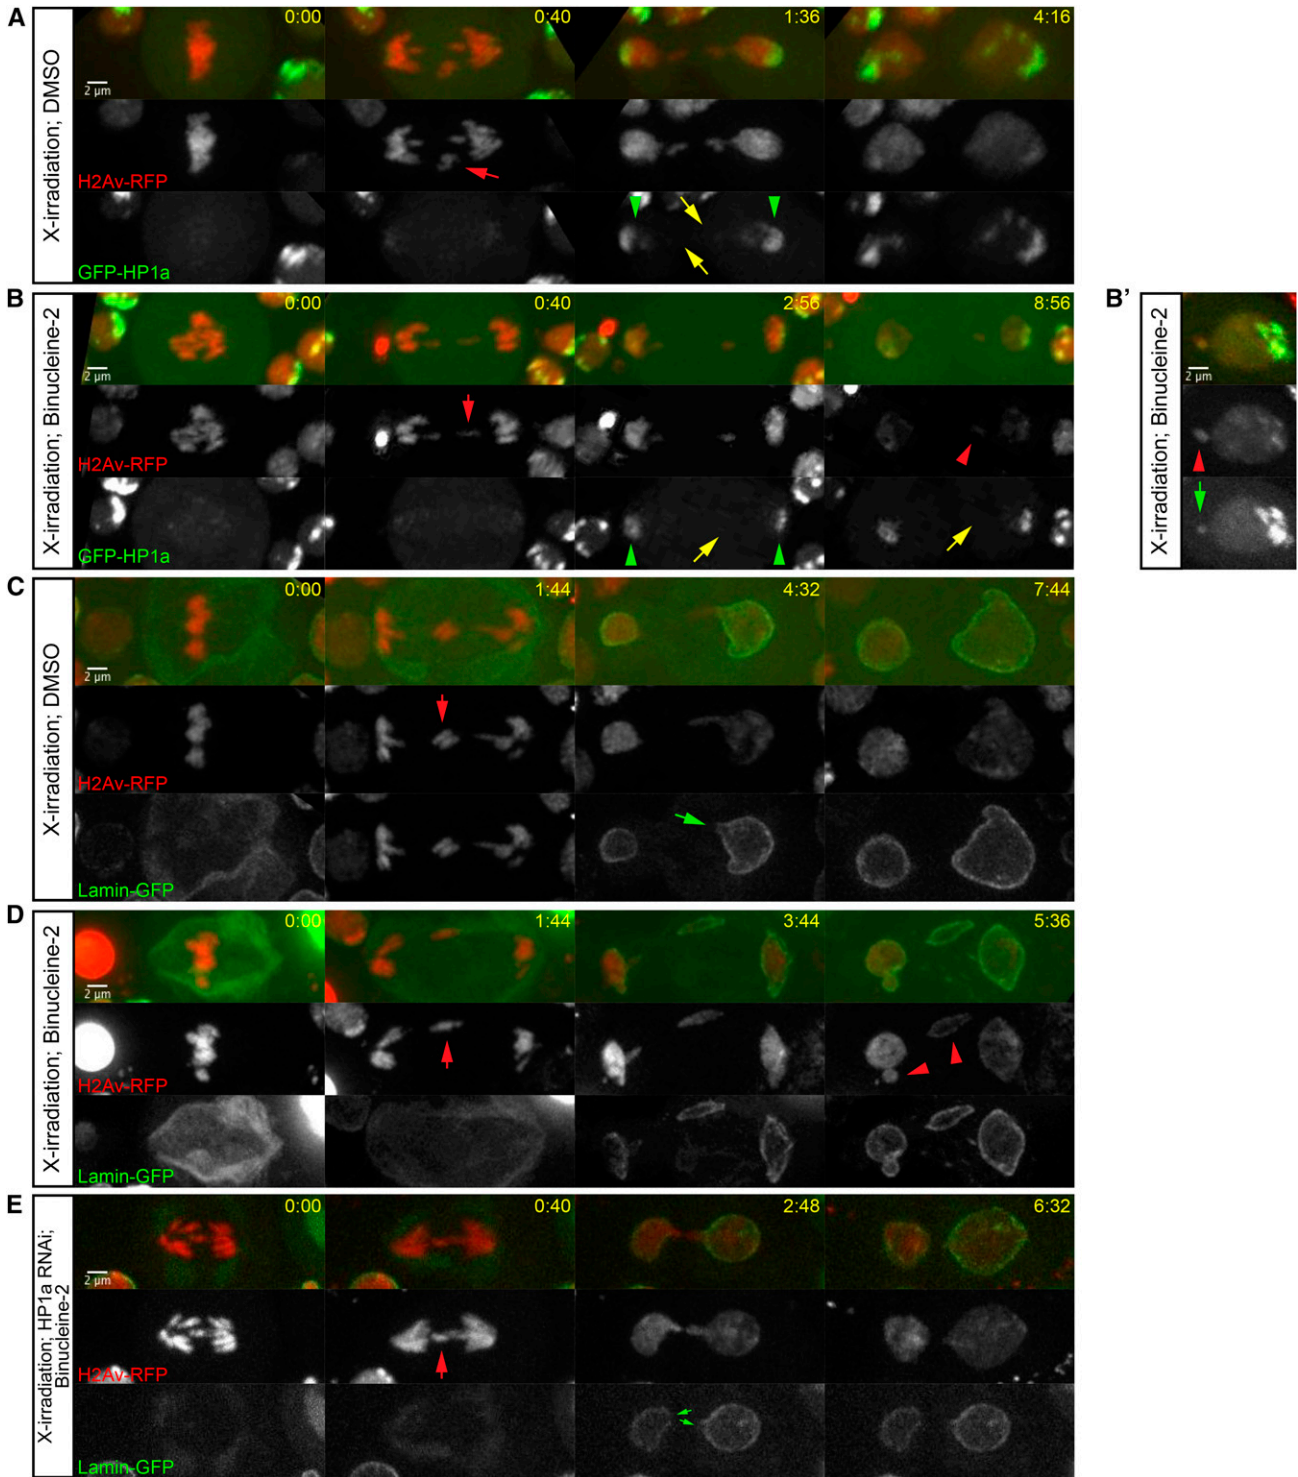 A
X-irradiation; DMSO
0:00
0:40
1:36
4:16
2 µm
H2Av-RFP
GFP-HP1a
B
X-irradiation; Binucleine-2
0:00
0:40
2:56
8:56
2 µm
H2Av-RFP
GFP-HP1a
B’
X-irradiation; Binucleine-2
2 µm
C
X-irradiation; DMSO
0:00
1:44
4:32
7:44
2 µm
H2Av-RFP
Lamin-GFP
D
X-irradiation; Binucleine-2
0:00
1:44
3:44
5:36
2 µm
H2Av-RFP
Lamin-GFP
E
X-irradiation; HP1a RNAi;
Binucleine-2
0:00
0:40
2:48
6:32
2 µm
H2Av-RFP
Lamin-GFP